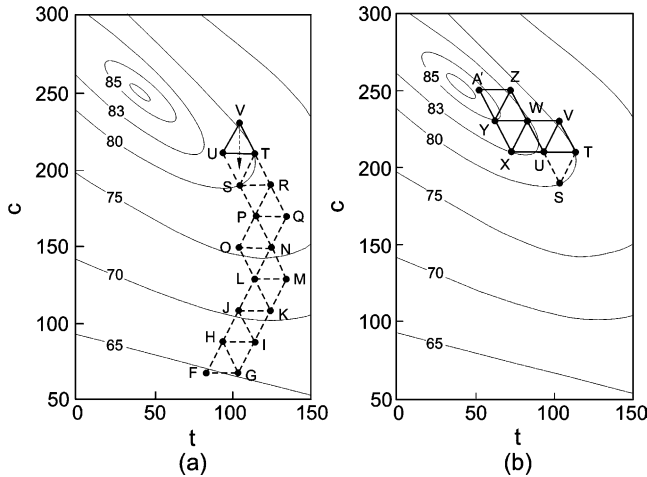 300
250
200
150
100
50
c
85
83
80
75
70
65
V
U T
S R
P Q
O N
L M
J K
H I
F G
0 50 100 150
t
(a)
300
250
200
150
100
50
c
85
83
80
75
70
65
A' Z
Y W V
X U T
S
0 50 100 150
t
(b)